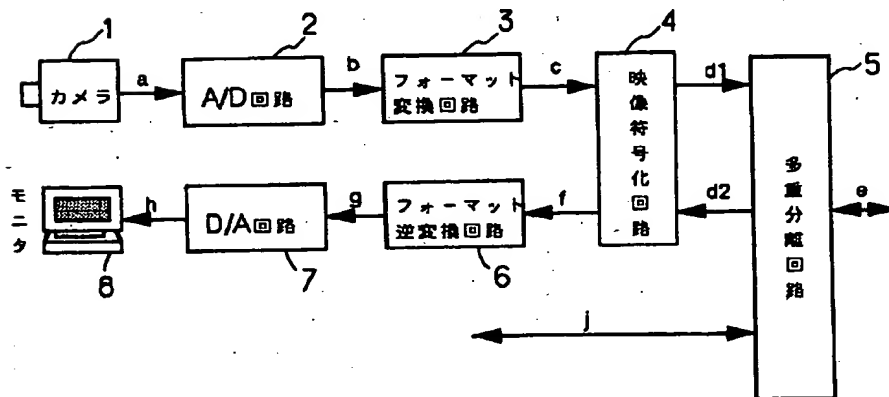 1
2
3
4
5
a
b
c
d1
カメラ
A/D回路
フォーマット
変換回路
映像符号化回路
多重分離回路
e
h
g
f
d2
モニタ
D/A回路
フォーマット
逆変換回路
8
7
6
j